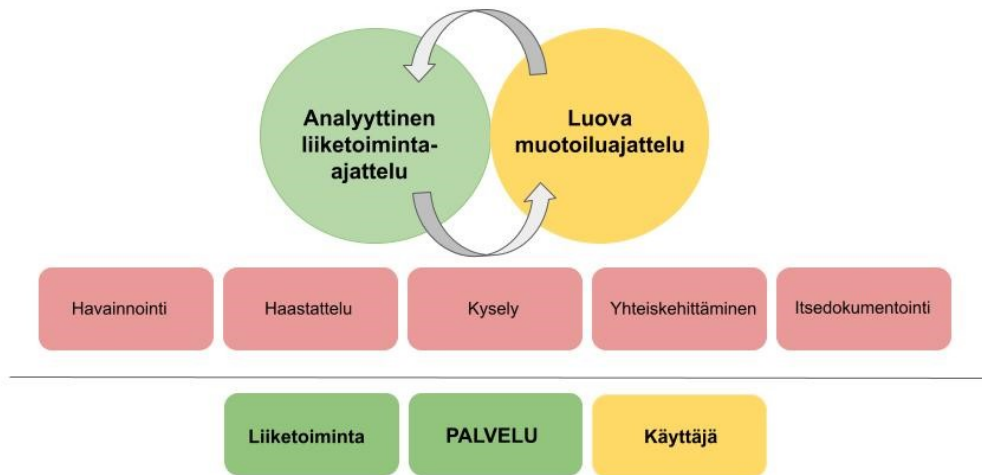 Analyyttinen
liiketoiminta-
ajattelu
Luova
muotoiluajattelu
Havainnointi
Haastattelu
Kysely
Yhteiskehittäminen
Itsedokumentointi
Liiketoiminta
PALVELU
Käyttäjä